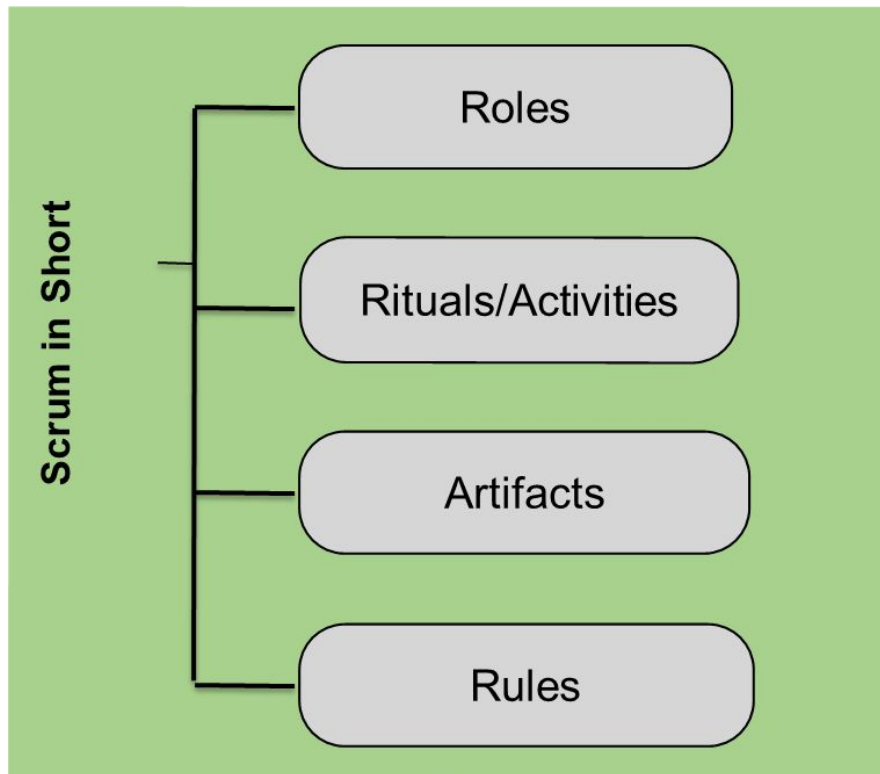 Scrum in Short
Roles
Rituals/Activities
Artifacts
Rules